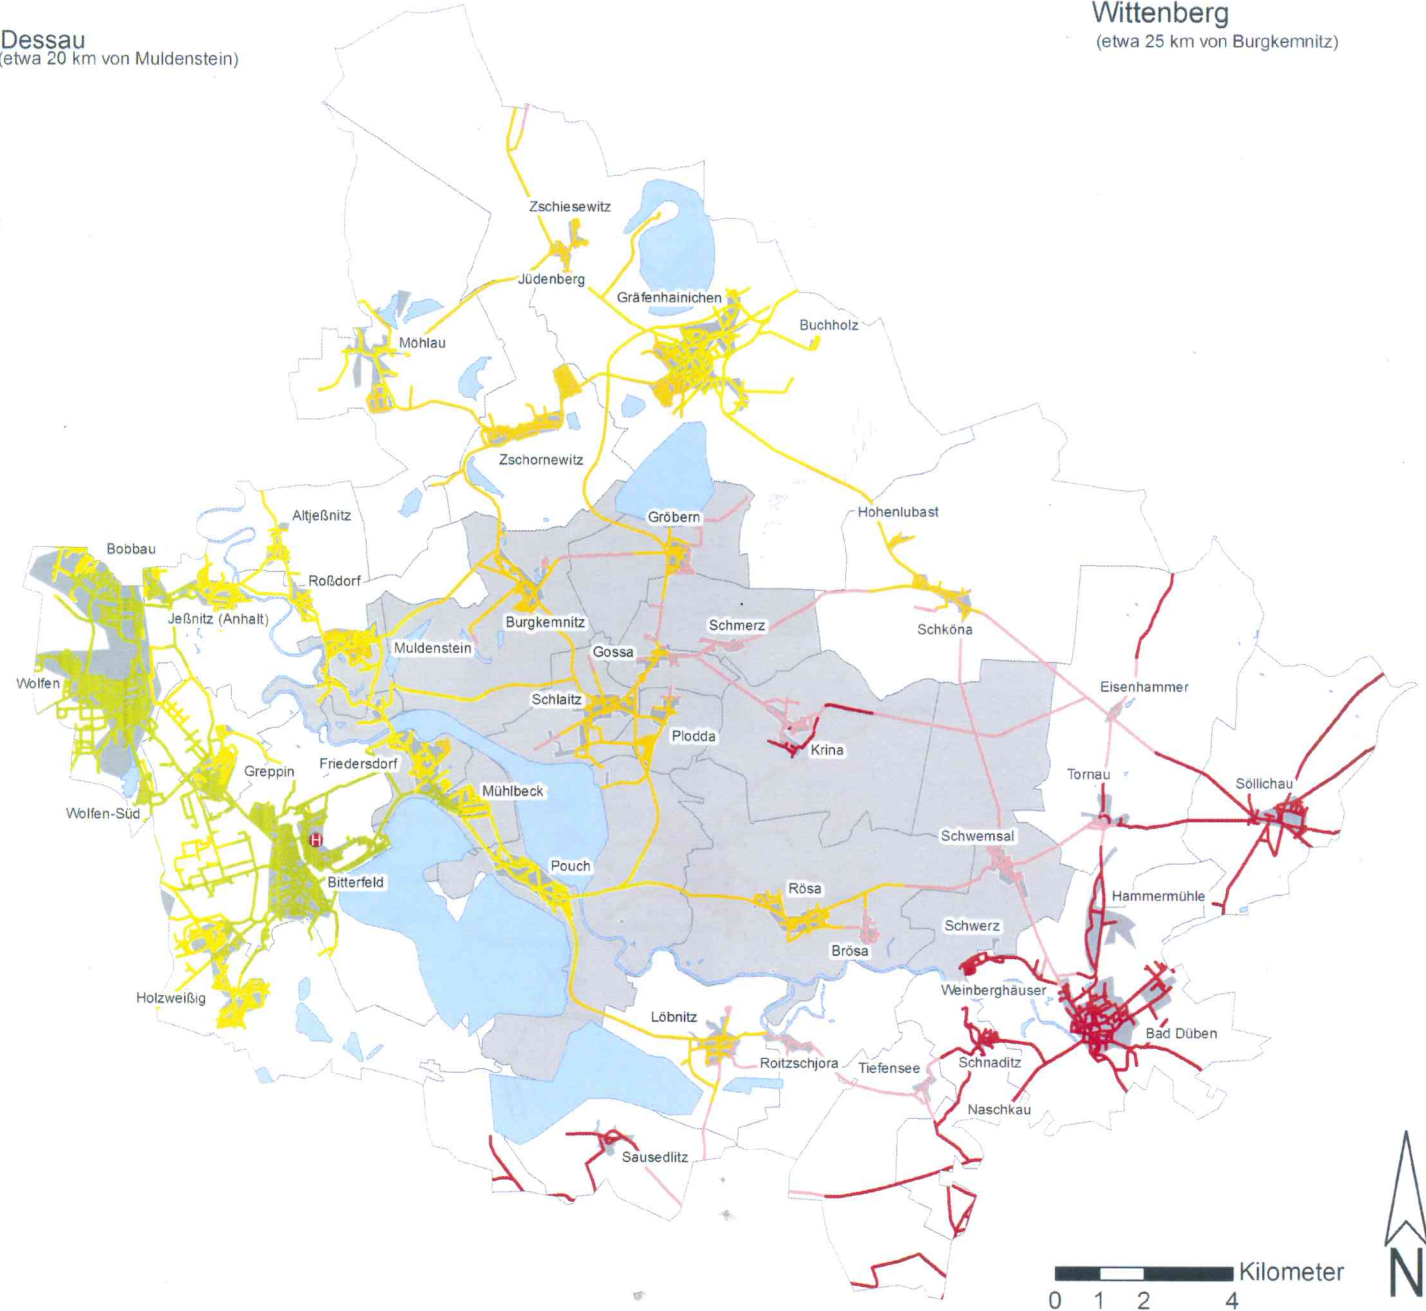 Wittenberg
(etwa 25 km von Burgkemnitz)
Dessau
(etwa 20 km von Muldenstein)
Zschiesewitz
Jüdenberg
Gräfenhainichen
Buchholz
Möhlau
Zschornewitz
Hohenlubast
Gröbern
Altjeßnitz
Bobbau
Roßdorf
Jeßnitz (Anhalt)
Burgkemnitz
Schmerz
Schköna
Muldenstein
Gossa
Wolfen
Eisenhammer
Schlaitz
Plodda
Krina
Friedersdorf
Greppin
Tornau
Söllichau
Mühlbeck
Wolfen-Süd
Schwemsal
H
Pouch
Bitterfeld
Rösa
Hammermühle
Schwerz
Brösa
Holzweißig
Weinberghäuser
Löbnitz
Bad Düben
Roitzschjora
Tiefensee
Schnaditz
Naschkau
Sausedlitz
Kilometer
0 1 2 4
N